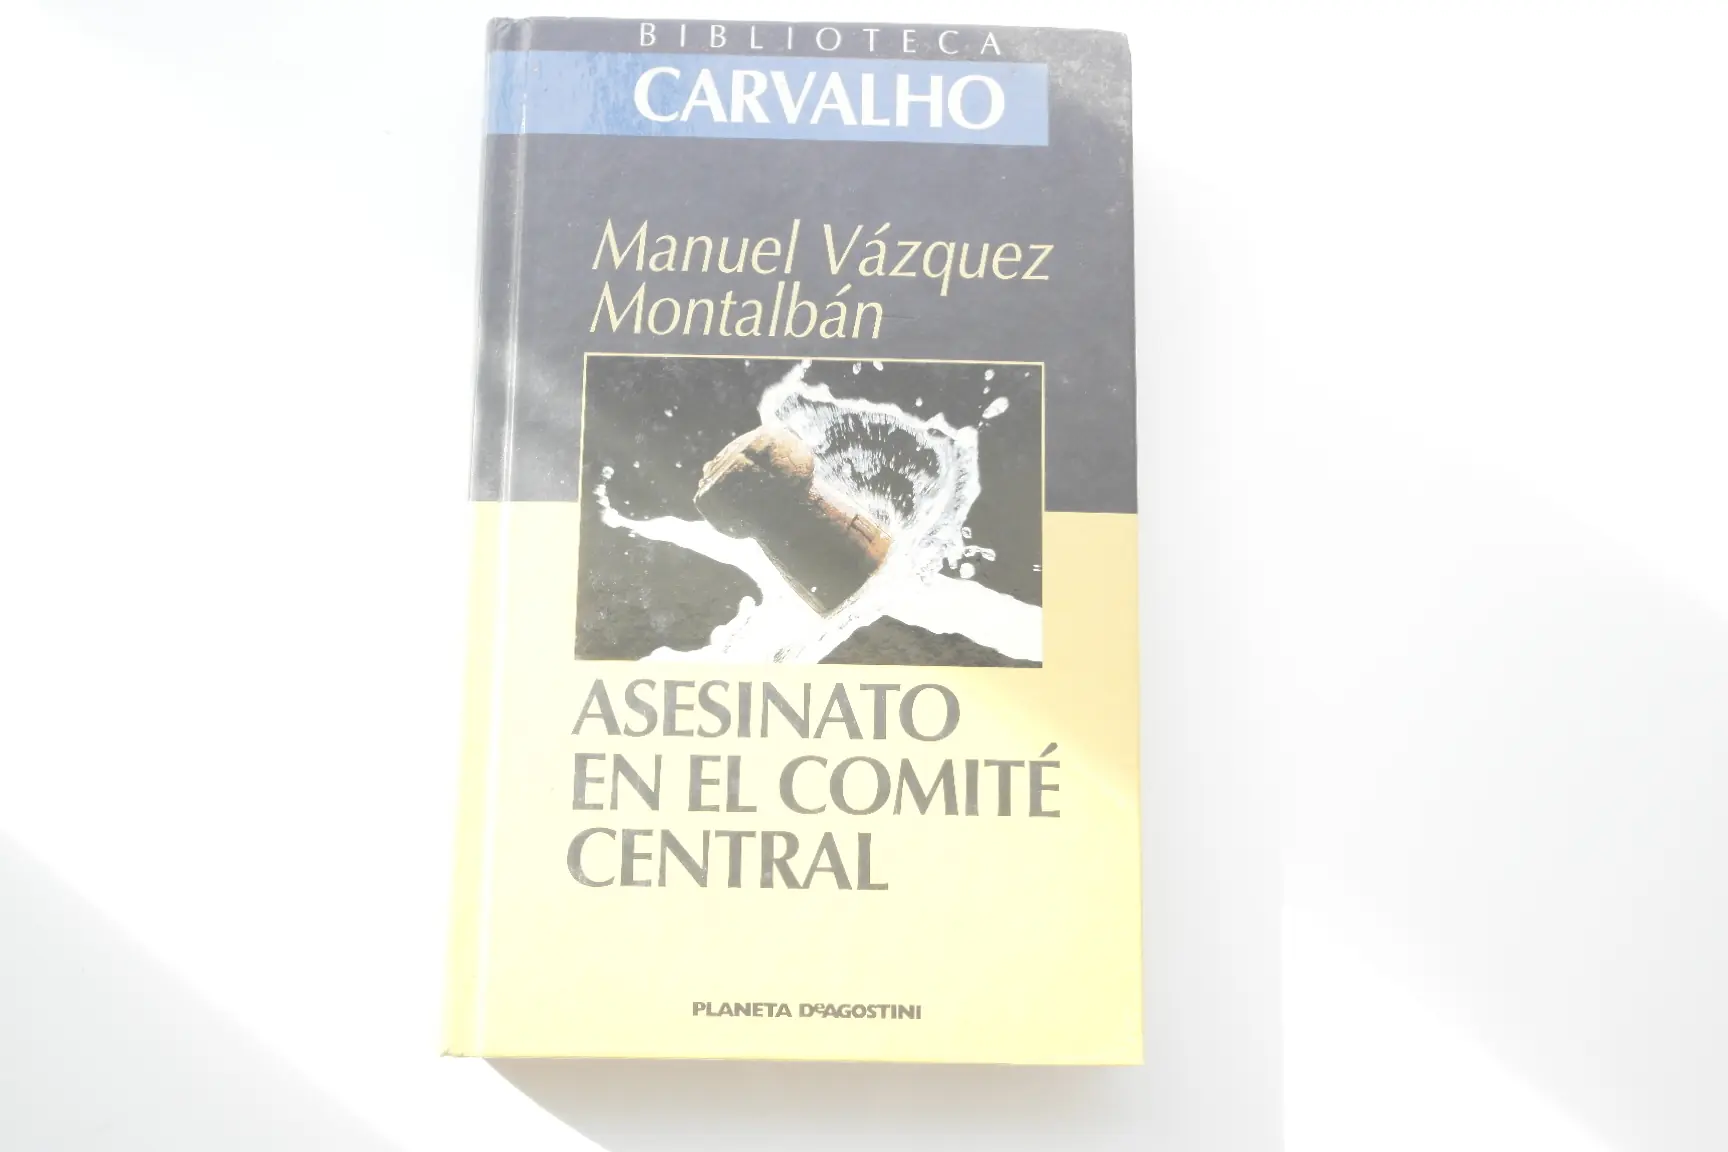 BIBLIOTECA
CARVALHO
Manuel Vázquez
Montalbán
ASESINATO
EN EL COMITÉ
CENTRAL
PLANETA DeAGOSTINI